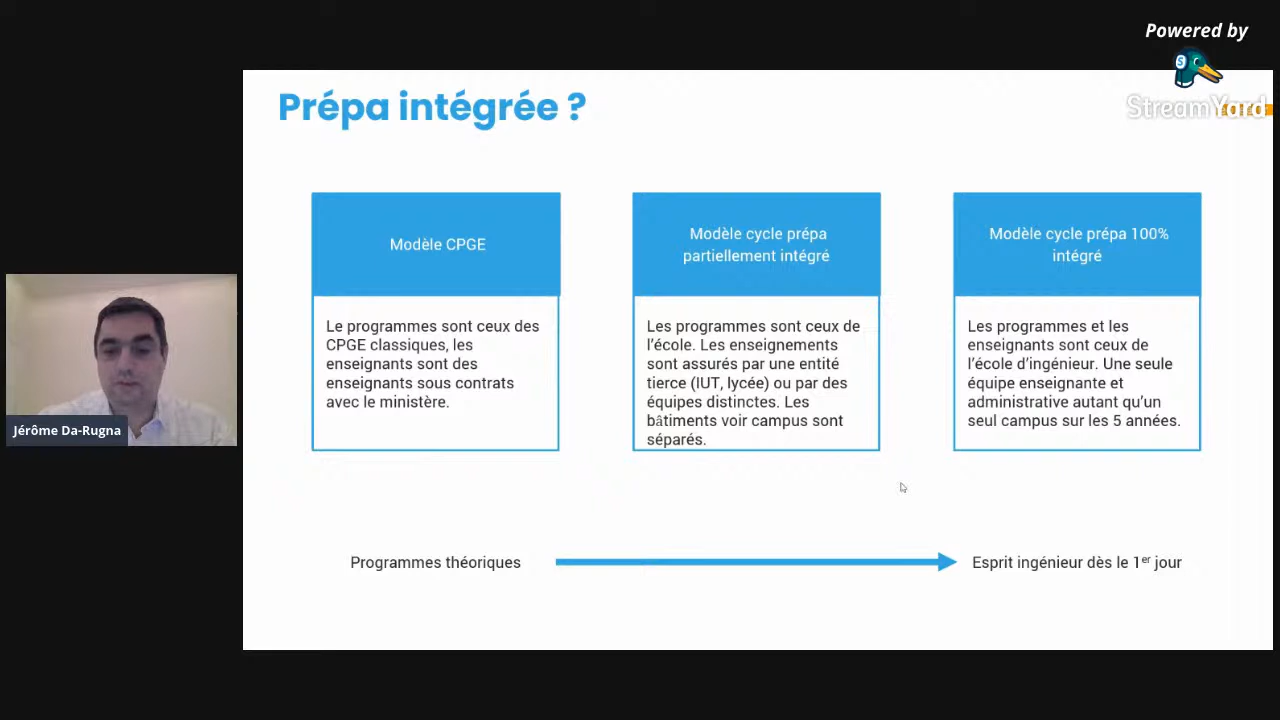 Powered by
StreamYard
Prépa intégrée ?
Modèle CPGE
Le programmes sont ceux des
CPGE classiques, les
enseignants sont des
enseignants sous contrats
avec le ministère.
Modèle cycle prépa
partiellement intégré
Les programmes sont ceux de
l’école. Les enseignements
sont assurés par une entité
tierce (IUT, lycée) ou par des
équipes distinctes. Les
bâtiments voir campus sont
séparés.
Modèle cycle prépa 100%
intégré
Les programmes et les
enseignants sont ceux de
l’école d’ingénieur. Une seule
équipe enseignante et
administrative autant qu’un
seul campus sur les 5 années.
Jérôme Da-Rugna
Programmes théoriques
Esprit ingénieur dès le 1er jour